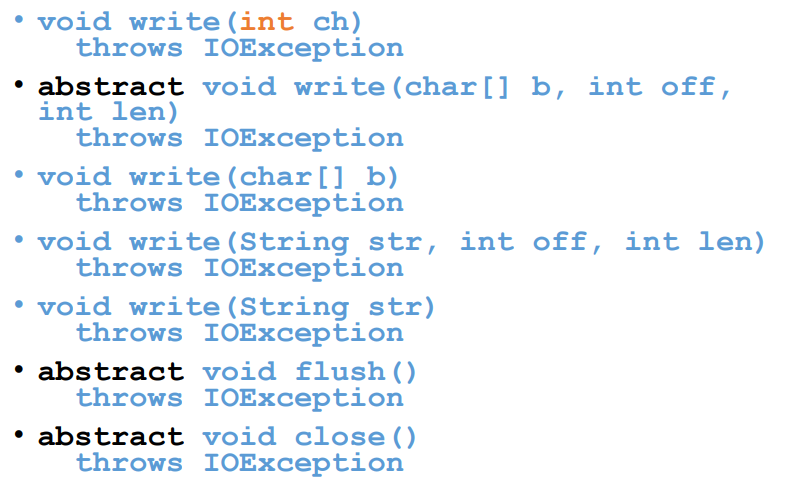 • void write(int ch)
throws IOException
• abstract void write(char[] b, int off,
int len)
throws IOException
• void write(char[] b)
throws IOException
• void write(String str, int off, int len)
throws IOException
• void write(String str)
throws IOException
• abstract void flush()
throws IOException
• abstract void close()
throws IOException